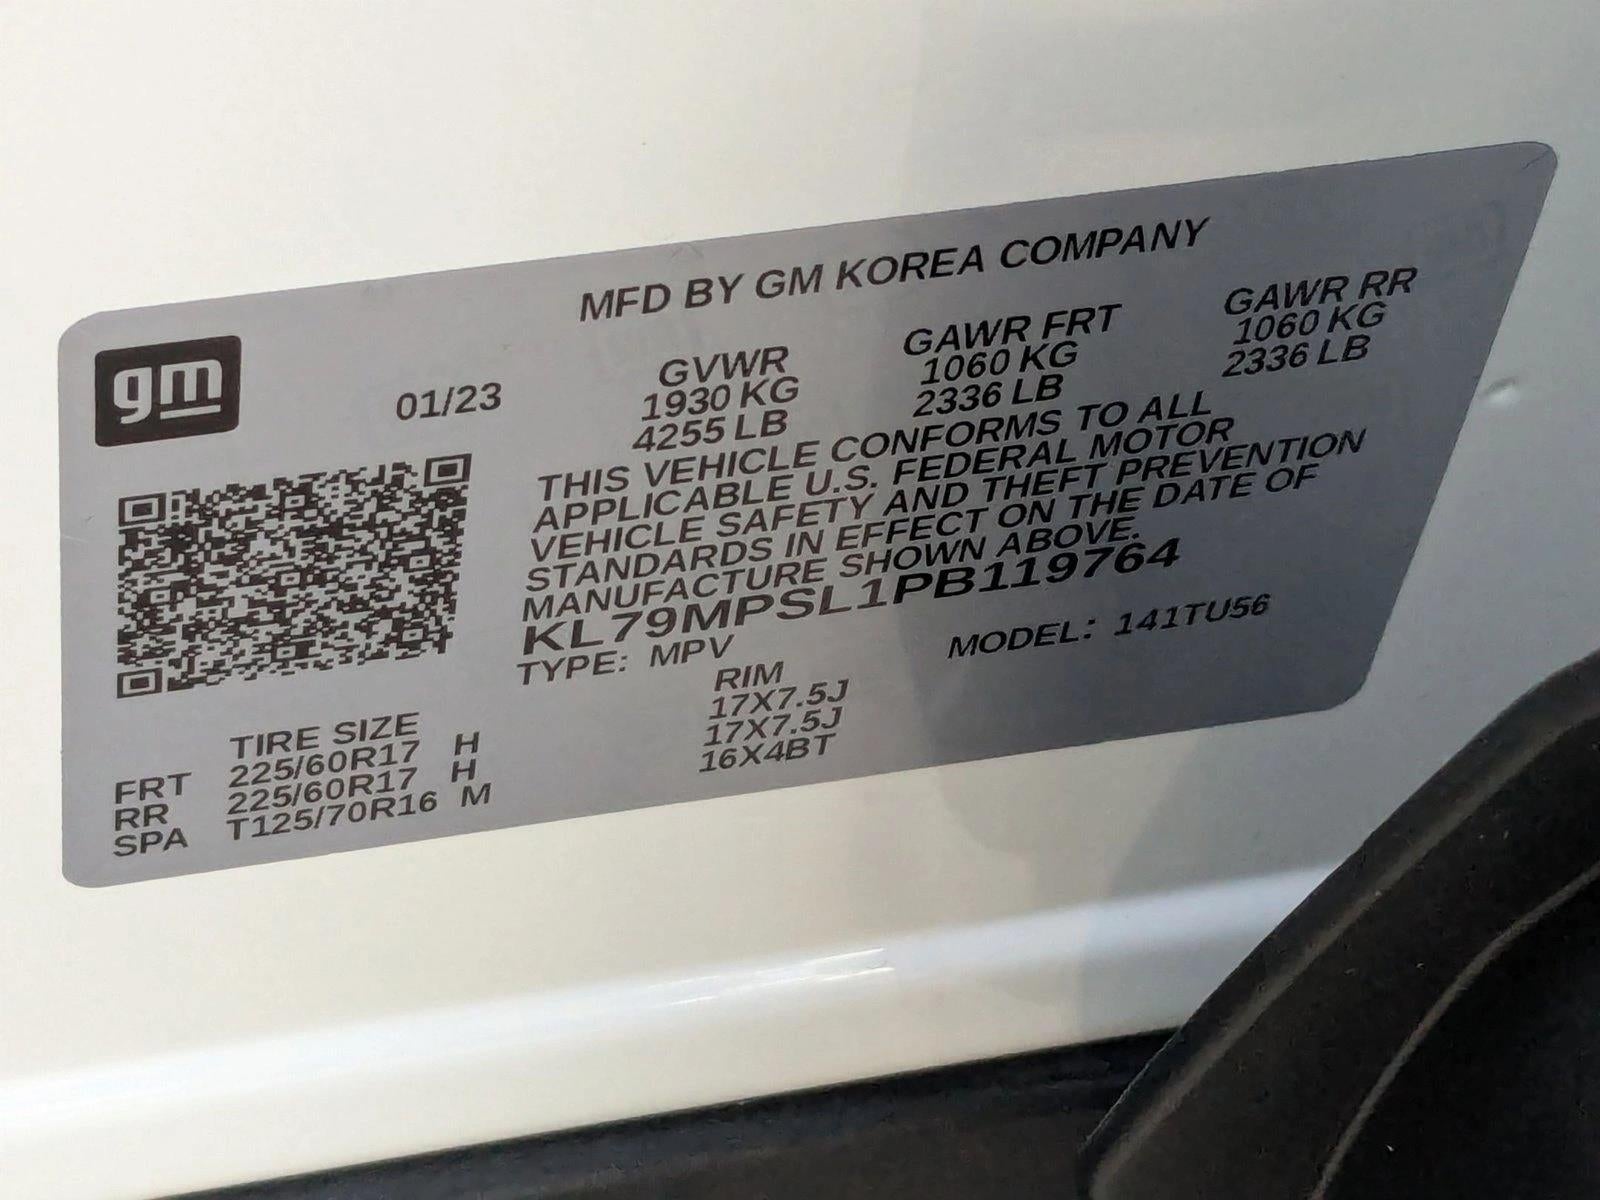 MFD BY GM KOREA COMPANY
gm
01/23
GVWR GAWR FRT GAWR RR
1930 KG 1060 KG 1060 KG
4255 LB 2336 LB 2336 LB
THIS VEHICLE CONFORMS TO ALL
APPLICABLE U.S. FEDERAL MOTOR
VEHICLE SAFETY AND THEFT PREVENTION
STANDARDS IN EFFECT ON THE DATE OF
MANUFACTURE SHOWN ABOVE.
KL79MPSL1PB119764
TYPE: MPV MODEL: 141TU56
TIRE SIZE RIM
FRT 225/60R17 H 17X7.5J
RR 225/60R17 H 17X7.5J
SPA T125/70R16 M 16X4BT